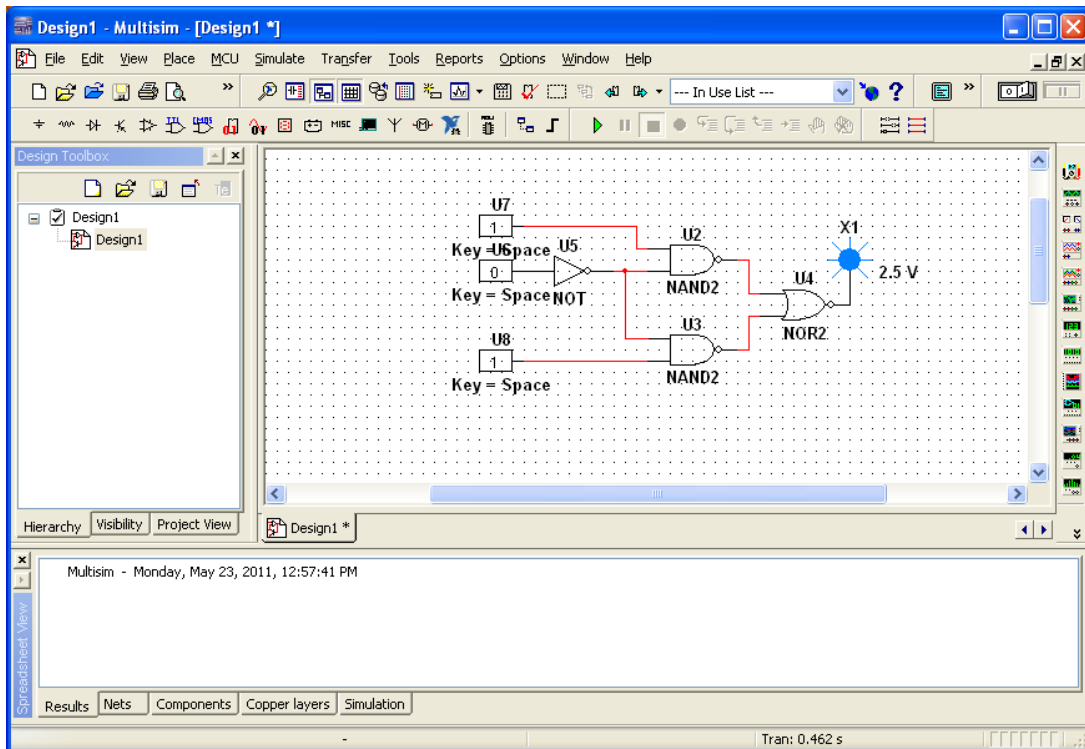 Design1 - Multisim - [Design1 *]
File Edit View Place MCU Simulate Transfer Tools Reports Options Window Help
--- In Use List ---
MISC
Design Toolbox
Design1
Design1
Hierarchy Visibility Project View
U7
1
Key = Space
U6
0
Key = Space
U5
NOT
U8
1
Key = Space
U2
NAND2
U3
NAND2
U4
NOR2
X1
2.5 V
Design1 *
Multisim - Monday, May 23, 2011, 12:57:41 PM
Spreadsheet View
Results Nets Components Copper layers Simulation
- Tran: 0.462 s